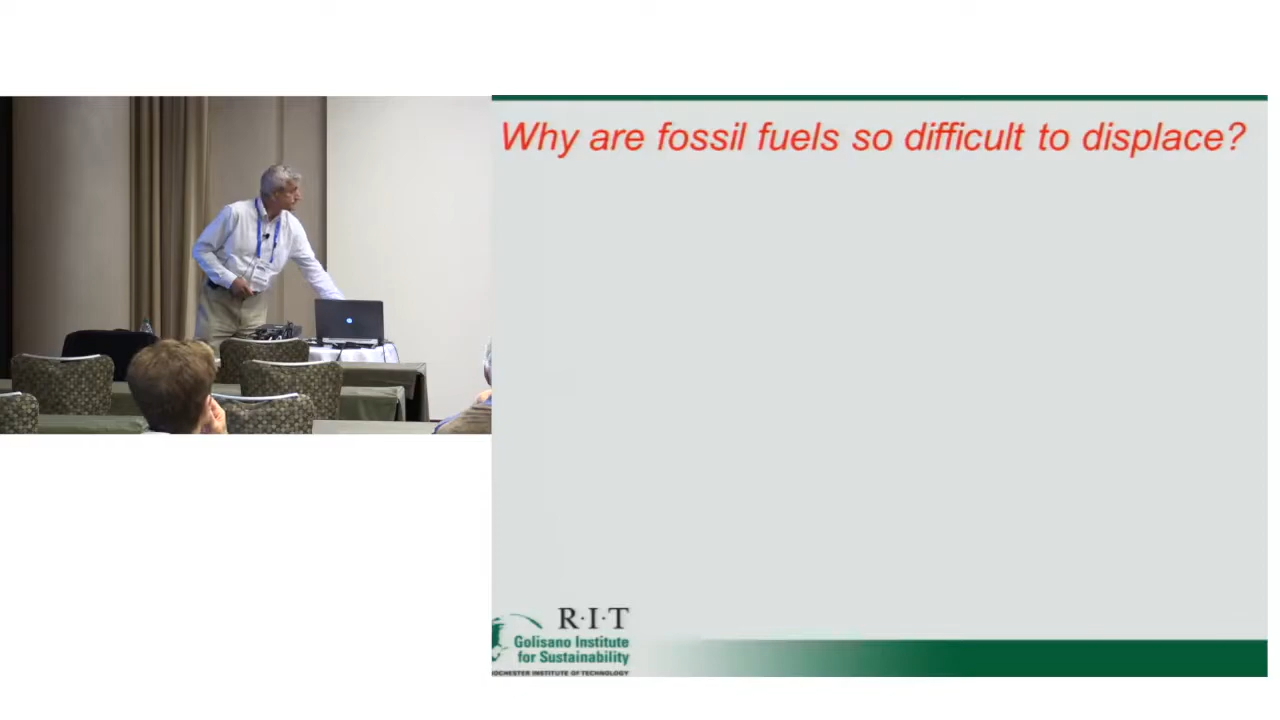 Why are fossil fuels so difficult to displace?
R·I·T
Golisano Institute
for Sustainability
ROCHESTER INSTITUTE OF TECHNOLOGY